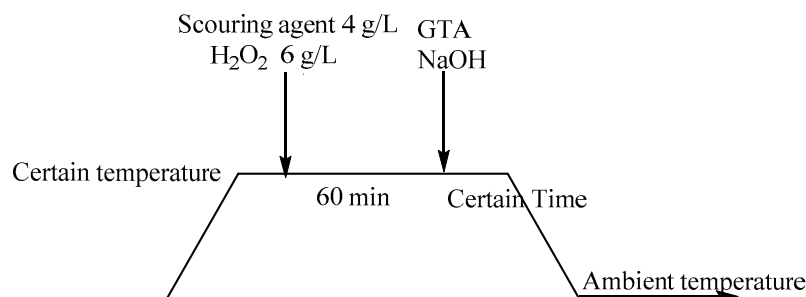 Scouring agent 4 g/L
H₂O₂ 6 g/L
GTA
NaOH
Certain temperature
60 min
Certain Time
Ambient temperature